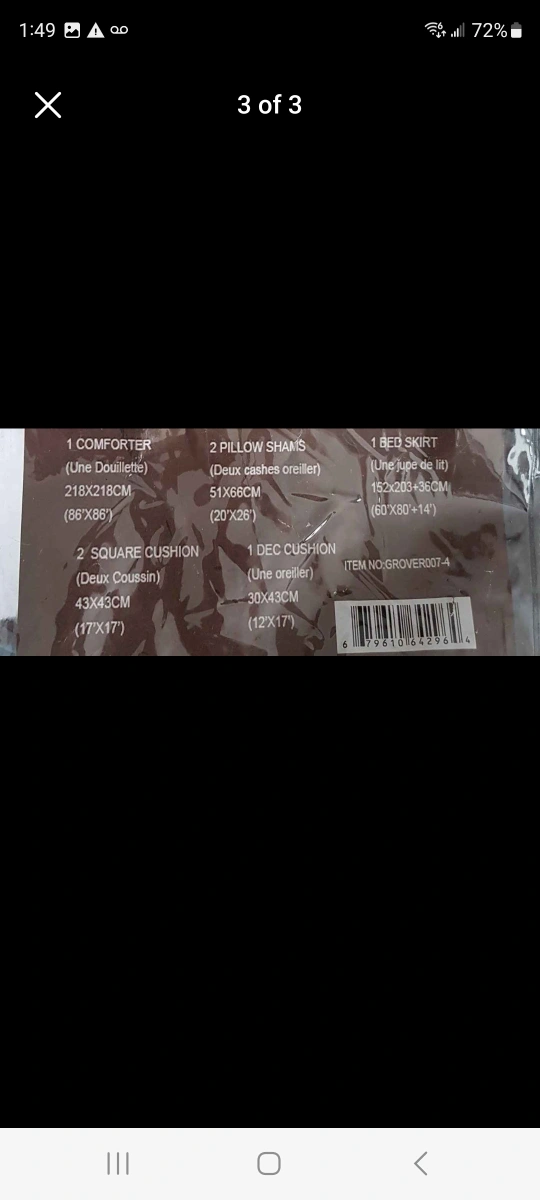 1:49
72%
3 of 3
1 COMFORTER
(Une Douillette)
218X218CM
(86'X86')
2 PILLOW SHAMS
(Deux cashes oreiller)
51X66CM
(20'X26')
1 BED SKIRT
(Une jupe de lit)
152x203+36CM
(60'X80'+14')
2 SQUARE CUSHION
(Deux Coussin)
43X43CM
(17'X17')
1 DEC CUSHION
(Une oreiller)
30X43CM
(12'X17')
ITEM NO:GROVER007-4
6 79610 64296 4